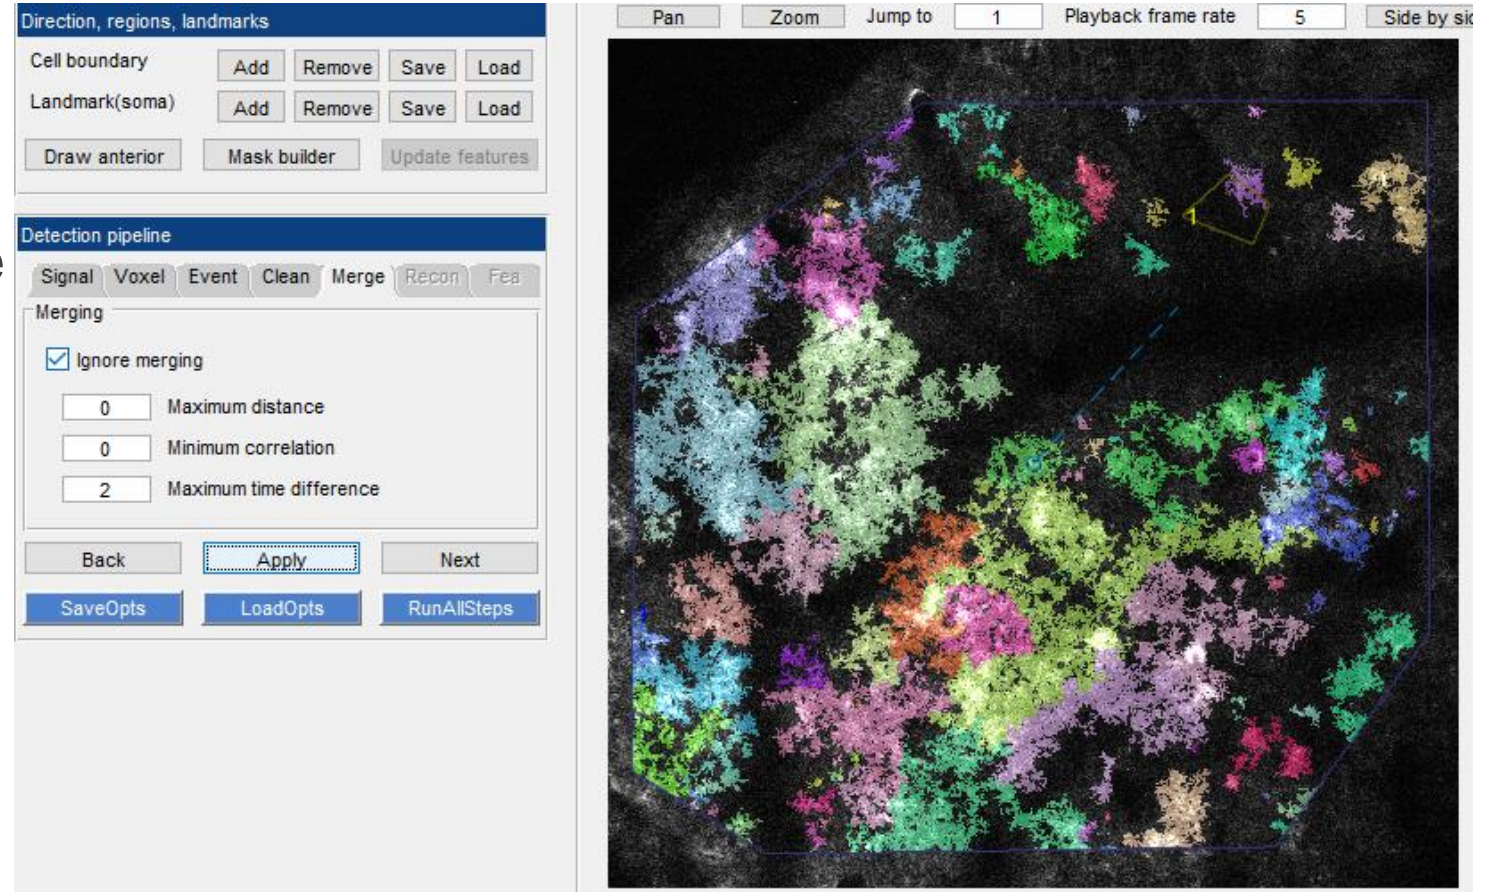 Direction, regions, landmarks
Cell boundary Add Remove Save Load
Landmark(soma) Add Remove Save Load
Draw anterior Mask builder Update features
Detection pipeline
Signal Voxel Event Clean Merge Recon Fea
Merging
Ignore merging
0 Maximum distance
0 Minimum correlation
2 Maximum time difference
Back Apply Next
SaveOpts LoadOpts RunAllSteps
Pan Zoom Jump to 1 Playback frame rate 5 Side by sid
1